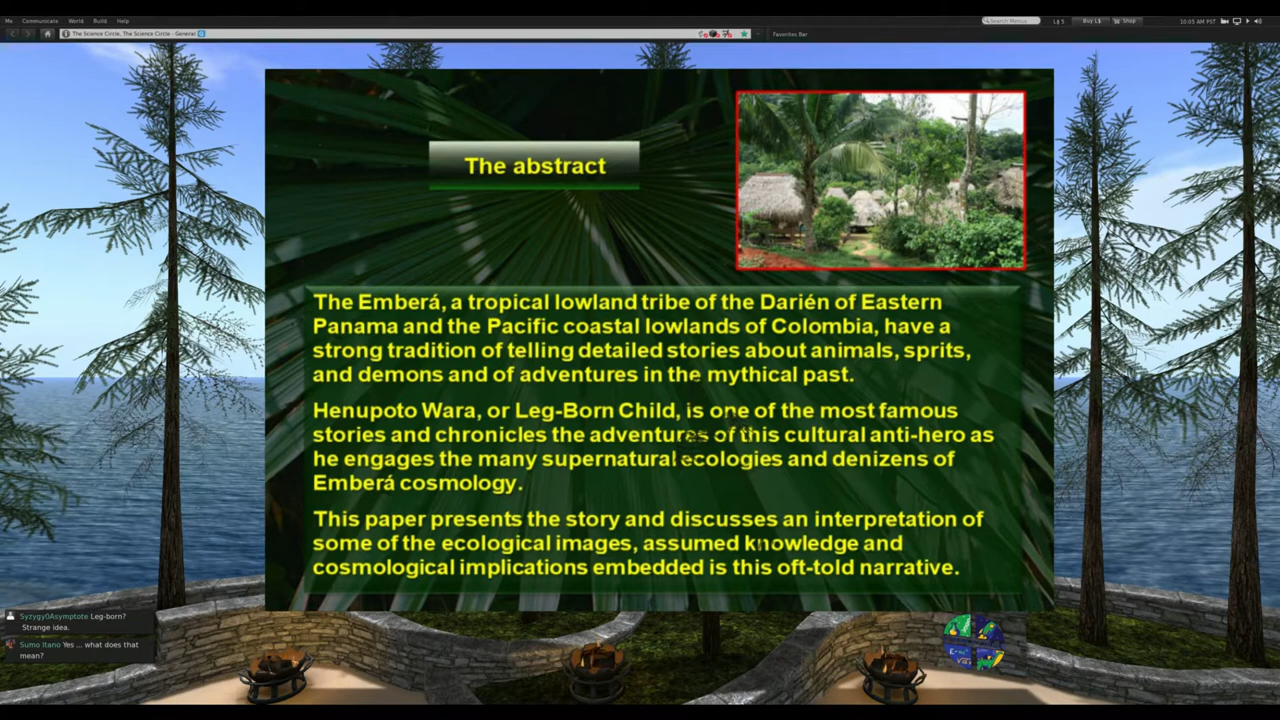 Me Communicate World Build Help
Search Menus L$ 5 Buy L$ Shop 10:05 AM PST
The Science Circle, The Science Circle - General G
Favorites Bar
The abstract
The Emberá, a tropical lowland tribe of the Darién of Eastern
Panama and the Pacific coastal lowlands of Colombia, have a
strong tradition of telling detailed stories about animals, sprits,
and demons and of adventures in the mythical past.
Henupoto Wara, or Leg-Born Child, is one of the most famous
stories and chronicles the adventures of this cultural anti-hero as
he engages the many supernatural ecologies and denizens of
Emberá cosmology.
This paper presents the story and discusses an interpretation of
some of the ecological images, assumed knowledge and
cosmological implications embedded is this oft-told narrative.
Syzygy0Asymptote Leg-born?
Strange idea.
Sumo Itano Yes ... what does that
mean?